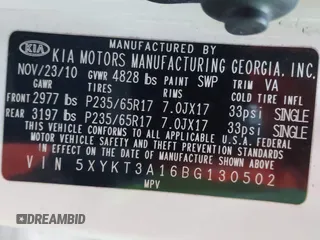 MANUFACTURED BY
KIA KIA MOTORS MANUFACTURING GEORGIA. INC.
NOV/23/10 GVWR 4828 lbs PAINT SWP TRIM VA
GAWR TIRES RIMS COLD TIRE INFLATION
FRONT 2977 lbs P235/65R17 7.0JX17 33psi SINGLE
REAR 3197 lbs P235/65R17 7.0JX17 33psi SINGLE
THIS VEHICLE CONFORMS TO ALL APPLICABLE U.S. FEDERAL MOTOR
VEHICLE SAFETY AND THEFT PREVENTION STANDARDS IN
EFFECT ON THE DATE OF MANUFACTURE SHOWN ABOVE.
VIN 5XYKT3A16BG130502
MPV
DREAMBID